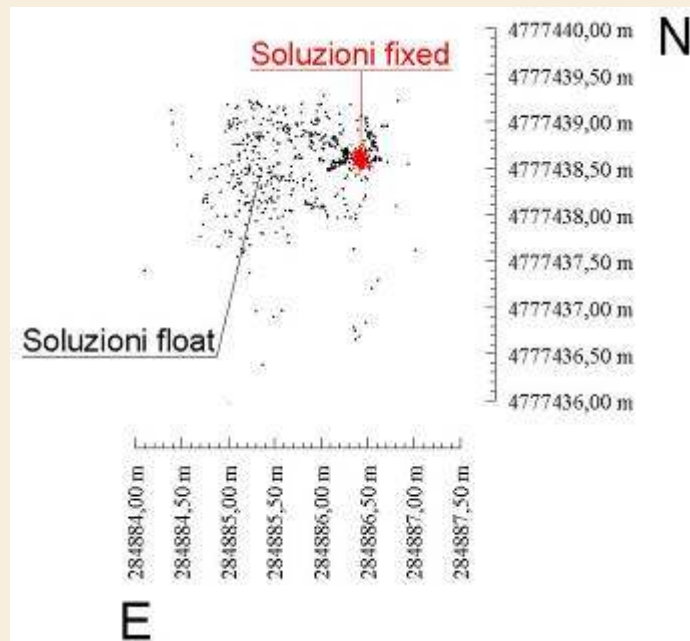 4777440,00 m
N
Soluzioni fixed
4777439,50 m
4777439,00 m
4777438,50 m
4777438,00 m
4777437,50 m
4777437,00 m
Soluzioni float
4777436,50 m
4777436,00 m
284884,00 m
284884,50 m
284885,00 m
284885,50 m
284886,00 m
284886,50 m
284887,00 m
284887,50 m
E